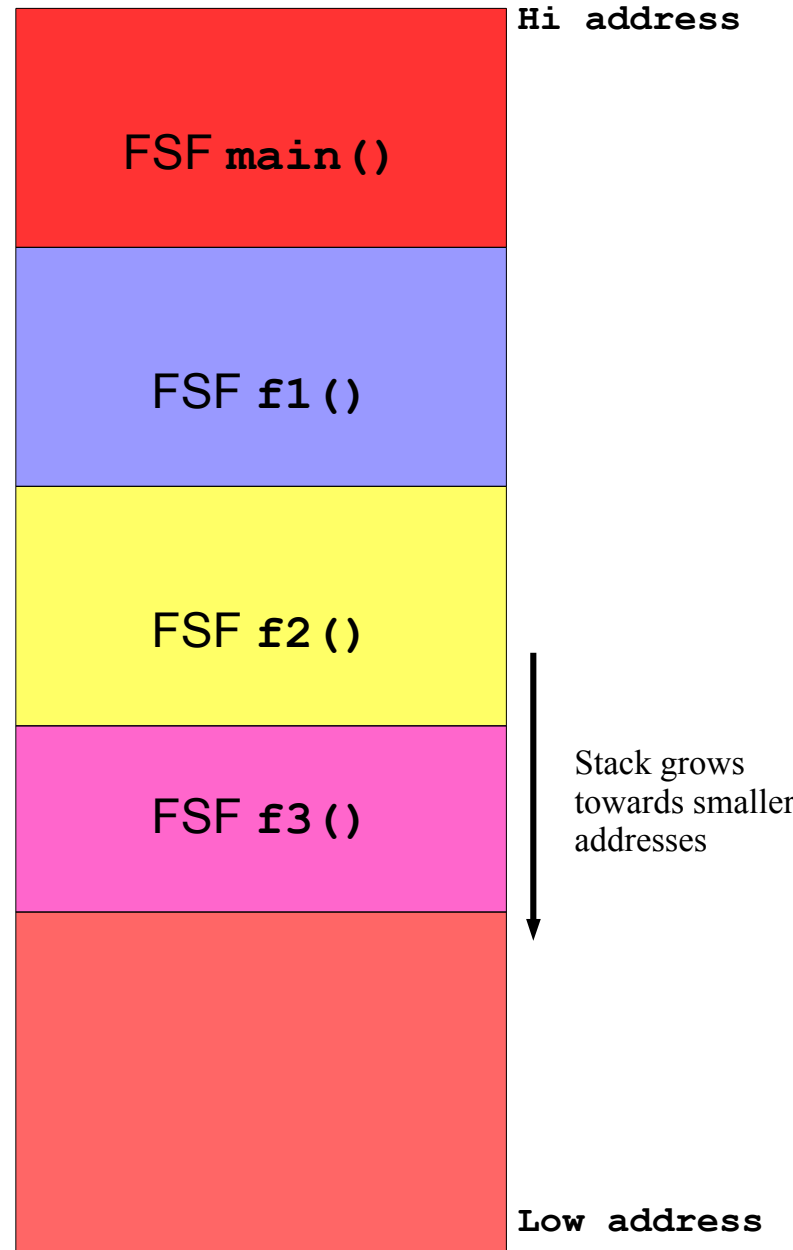 Hi address
FSF main()
FSF f1()
FSF f2()
Stack grows
towards smaller
addresses
FSF f3()
Low address